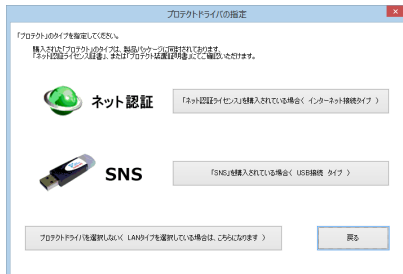 プロテクトドライバの指定
「プロテクト」のタイプを指定してください。
購入された「プロテクト」のタイプは、製品パッケージに同封されております、
「ネット認証ライセンス証書」、または「プロテクト装置証明書」にてご確認いただけます。
ネット認証
「ネット認証ライセンス」を購入されている場合( インターネット接続タイプ )
SNS
「SNS」を購入されている場合( USB接続 タイプ )
プロテクトドライバを選択しない( LANタイプを選択している場合は、こちらになります )
戻る